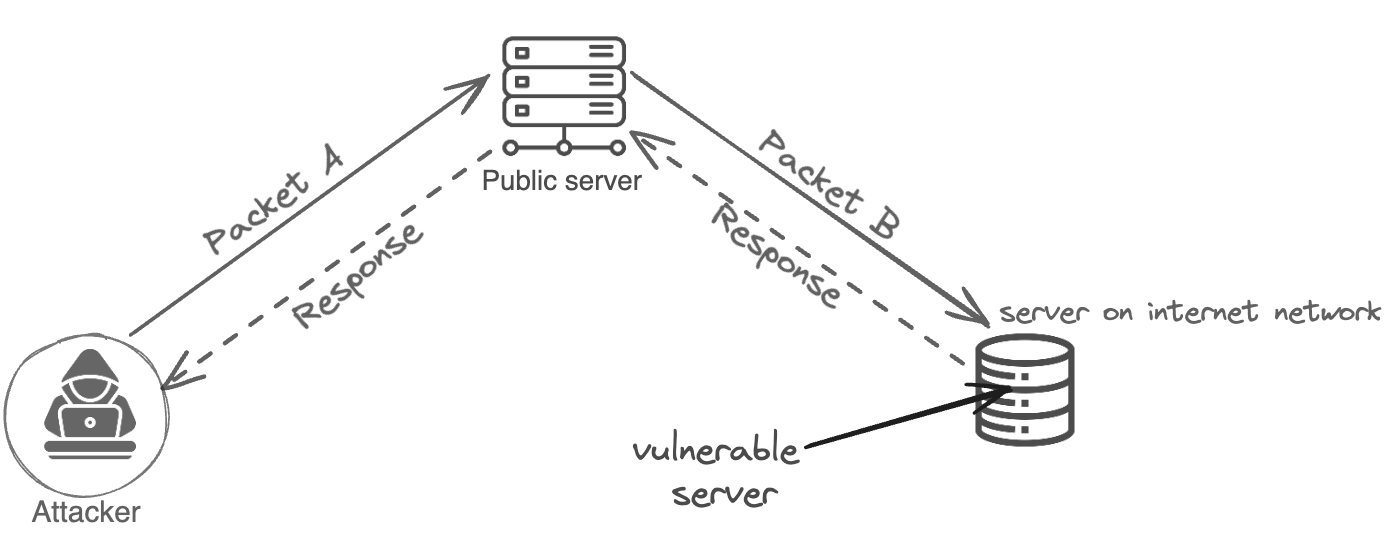 Packet A
Response
Public server
Packet B
Response
server on internet network
vulnerable
server
Attacker